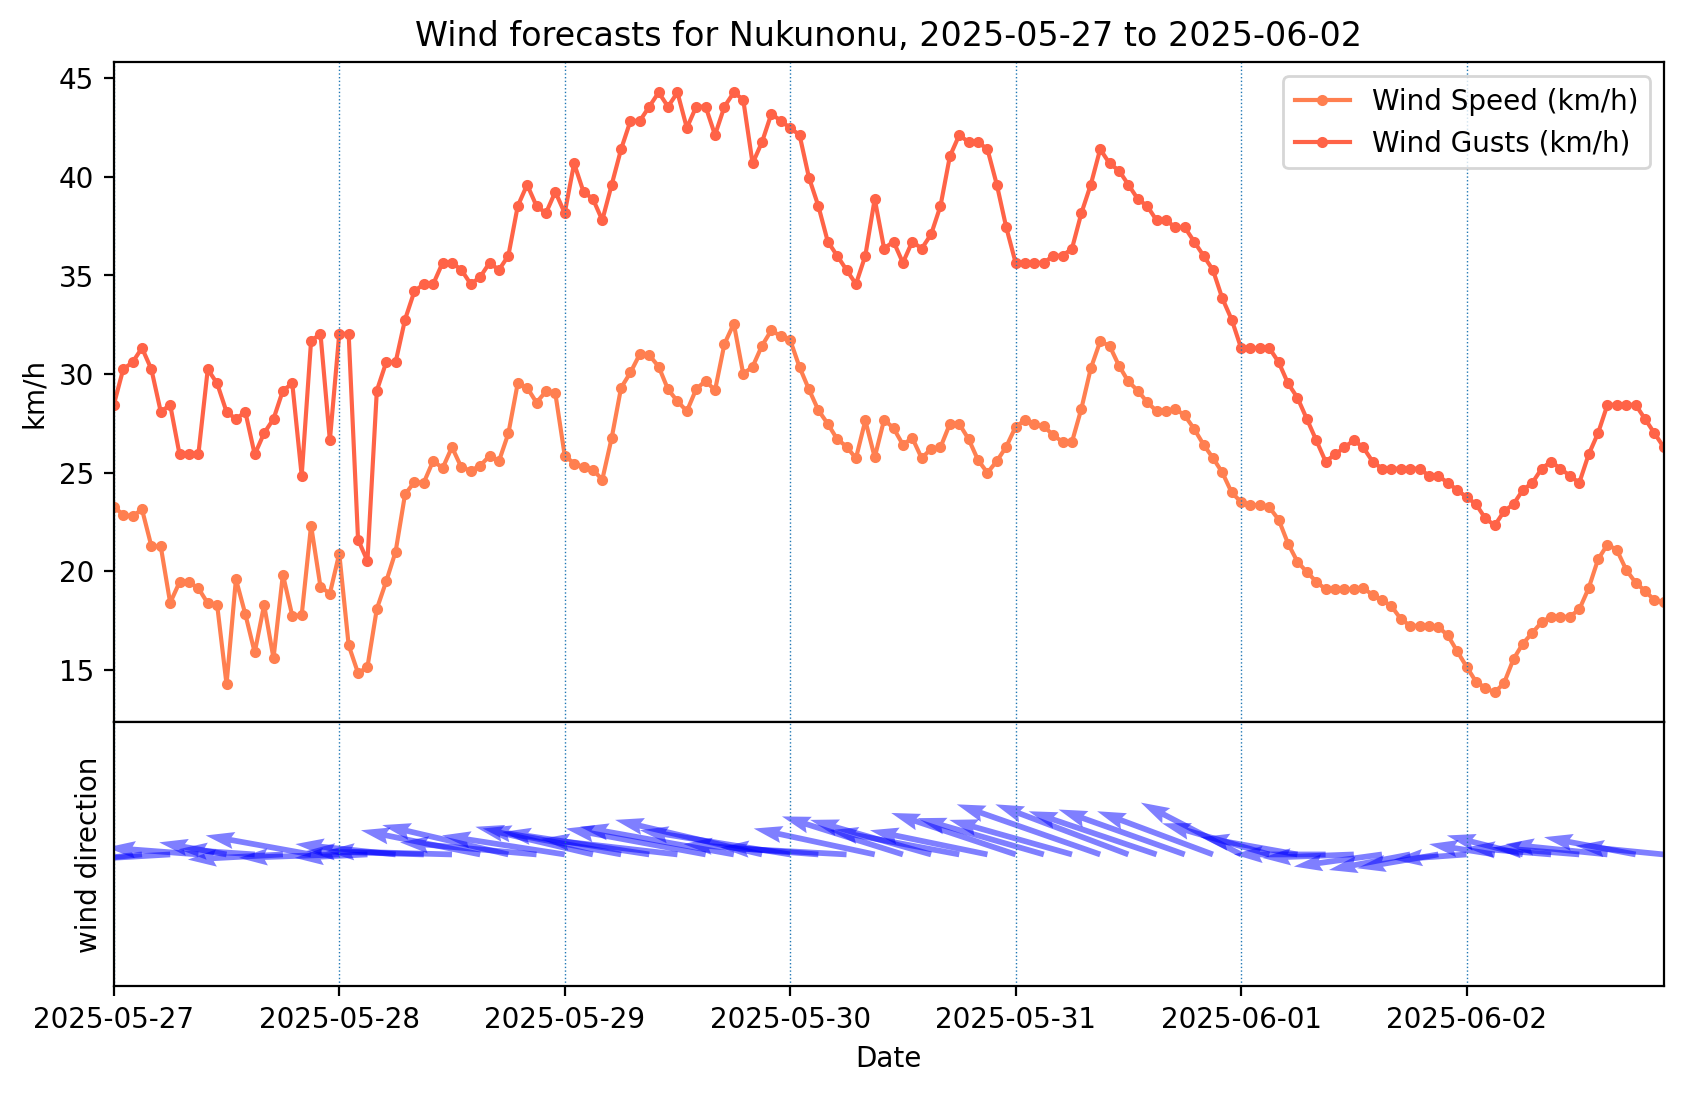 Wind forecasts for Nukunonu, 2025-05-27 to 2025-06-02
45
40
35
30
25
20
15
km/h
Wind Speed (km/h)
Wind Gusts (km/h)
wind direction
2025-05-27
2025-05-28
2025-05-29
2025-05-30
2025-05-31
2025-06-01
2025-06-02
Date